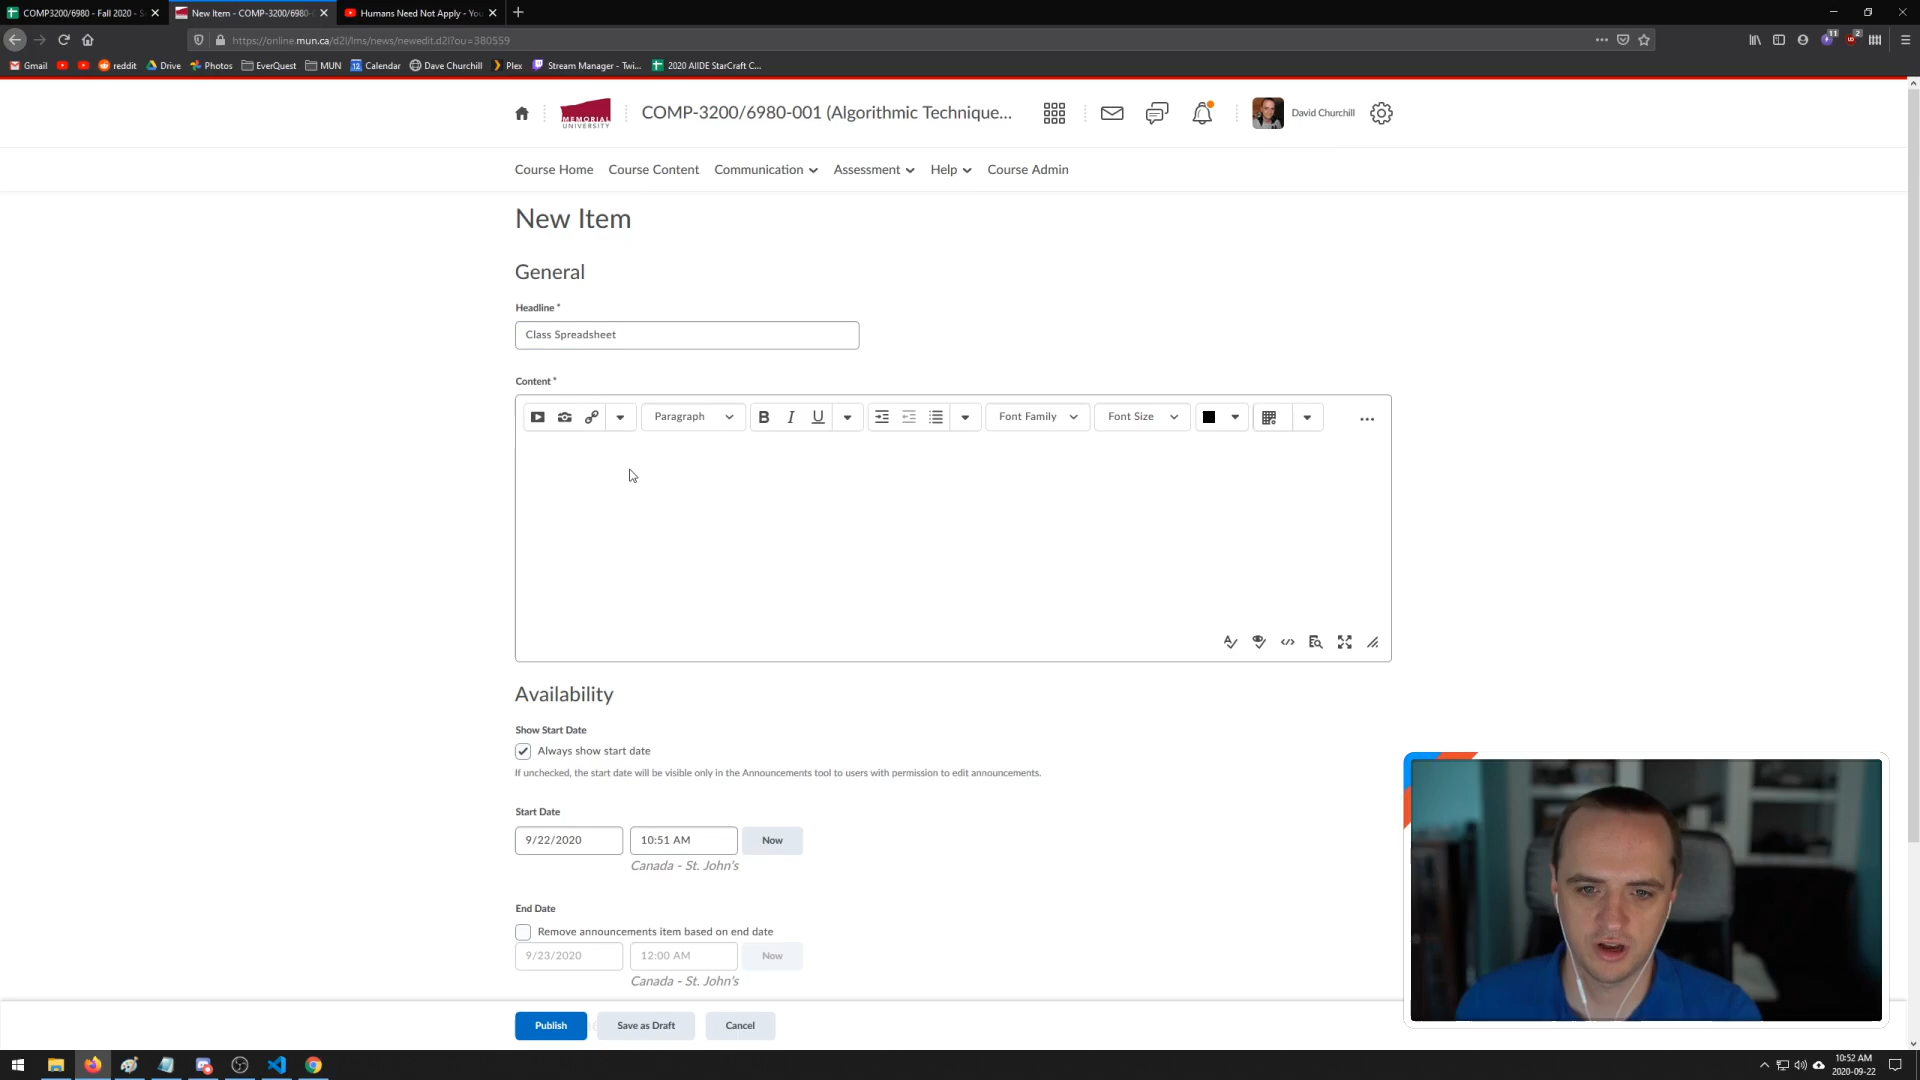 COMP3200/6980 - Fall 2020 - S
New Item - COMP-3200/6980-
Humans Need Not Apply - You
https://online.mun.ca/d2l/lms/news/newedit.d2l?ou=380559
Gmail
reddit
Drive
Photos
EverQuest
MUN
12 Calendar
Dave Churchill
Plex
Stream Manager - Twi...
2020 AIIDE StarCraft C...
11
2
MEMORIAL
UNIVERSITY
COMP-3200/6980-001 (Algorithmic Technique...
David Churchill
Course Home
Course Content
Communication
Assessment
Help
Course Admin
New Item
General
Headline *
Class Spreadsheet
Content *
Paragraph
B I U
Font Family
Font Size
Availability
Show Start Date
Always show start date
If unchecked, the start date will be visible only in the Announcements tool to users with permission to edit announcements.
Start Date
9/22/2020
10:51 AM
Now
Canada - St. John's
End Date
Remove announcements item based on end date
9/23/2020
12:00 AM
Now
Canada - St. John's
Publish
Save as Draft
Cancel
10:52 AM
2020-09-22